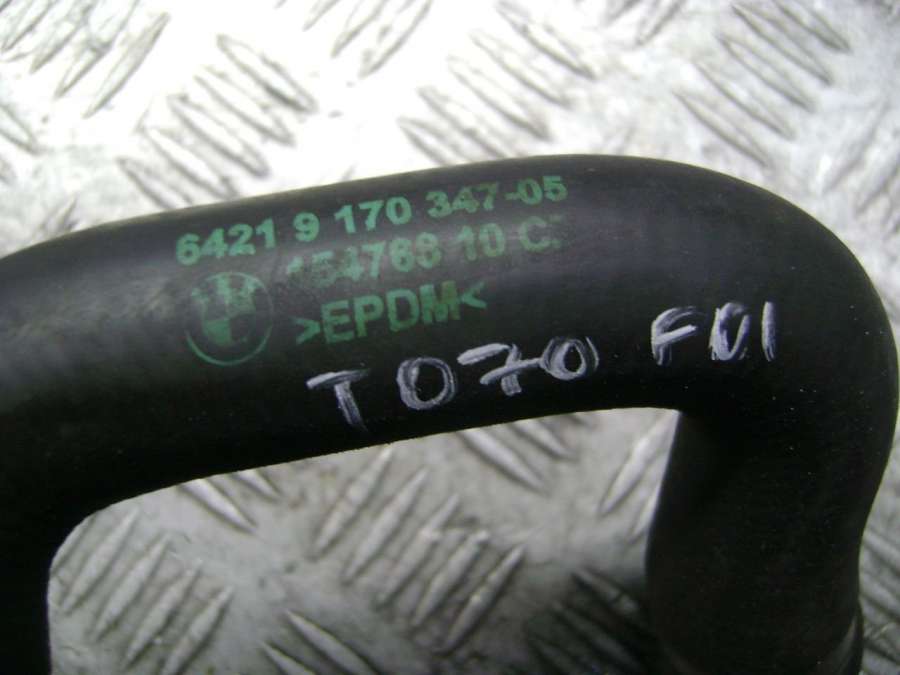 6421 9 170 347-05
154768 10 C
>EPDM<
T070 F01